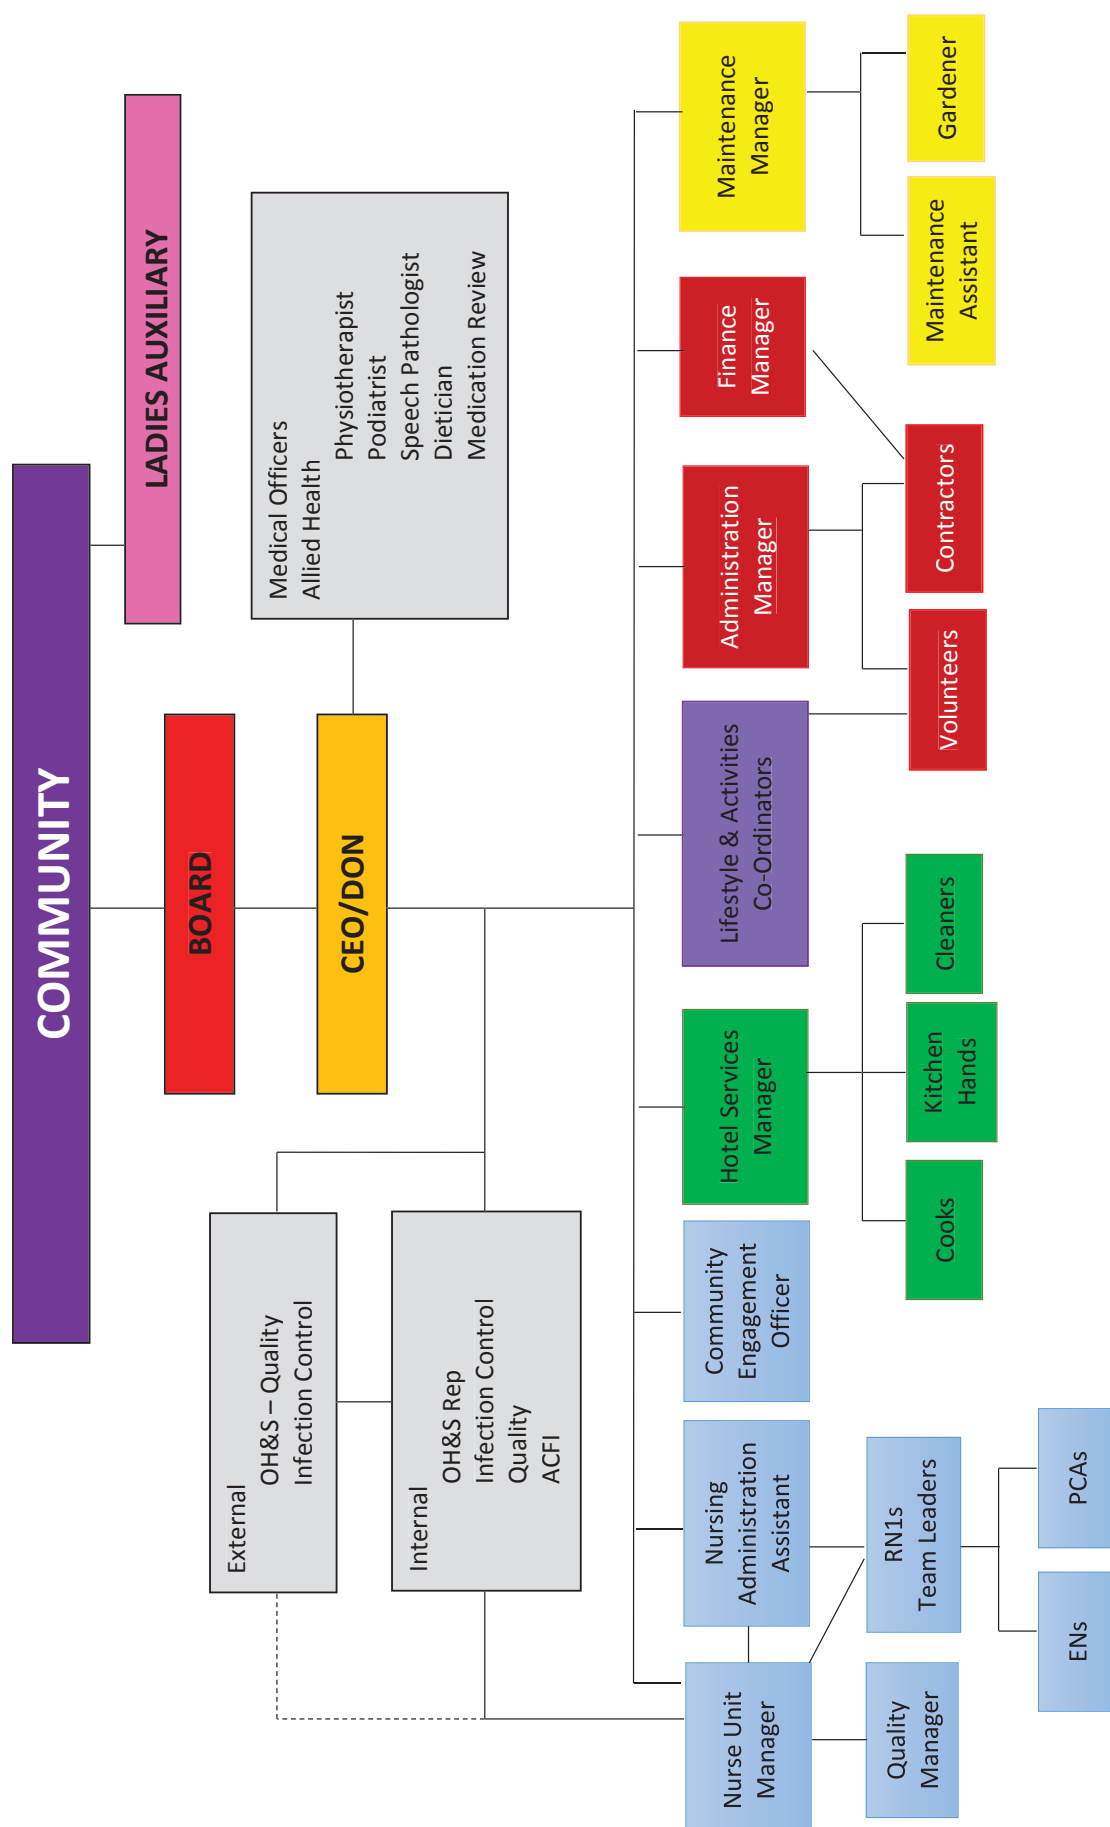 COMMUNITY
LADIES AUXILIARY
BOARD
CEO/DON
Medical Officers
Allied Health
Physiotherapist
Podiatrist
Speech Pathologist
Dietician
Medication Review
External
OH&S – Quality
Infection Control
Internal
OH&S Rep
Infection Control
Quality
ACFI
Nurse Unit
Manager
Nursing
Administration
Assistant
Community
Engagement
Officer
Hotel Services
Manager
Lifestyle & Activities
Co-Ordinators
Administration
Manager
Finance
Manager
Maintenance
Manager
Quality
Manager
RN1s
Team Leaders
Cooks
Kitchen
Hands
Cleaners
Volunteers
Contractors
Maintenance
Assistant
Gardener
ENs
PCAs